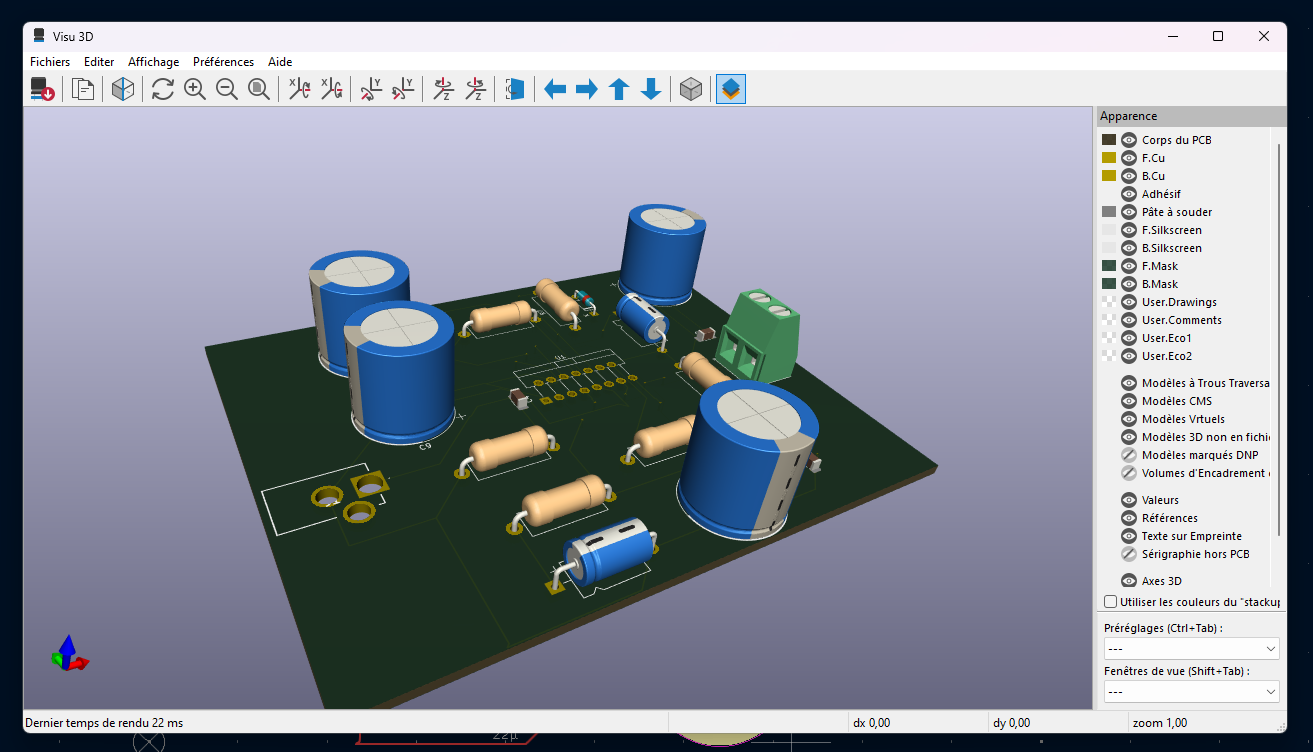 Visu 3D
Fichiers Editer Affichage Préférences Aide
Apparence
Corps du PCB
F.Cu
B.Cu
Adhésif
Pâte à souder
F.Silkscreen
B.Silkscreen
F.Mask
B.Mask
User.Drawings
User.Comments
User.Eco1
User.Eco2
Modèles à Trous Traversa
Modèles CMS
Modèles Vrtuels
Modèles 3D non en fichi
Modèles marqués DNP
Volumes d'Encadrement
Valeurs
Références
Texte sur Empreinte
Sérigraphie hors PCB
Axes 3D
Utiliser les couleurs du "stackup
Préréglages (Ctrl+Tab) :
---
Fenêtres de vue (Shift+Tab) :
---
Dernier temps de rendu 22 ms
dx 0,00
dy 0,00
zoom 1,00
22µ